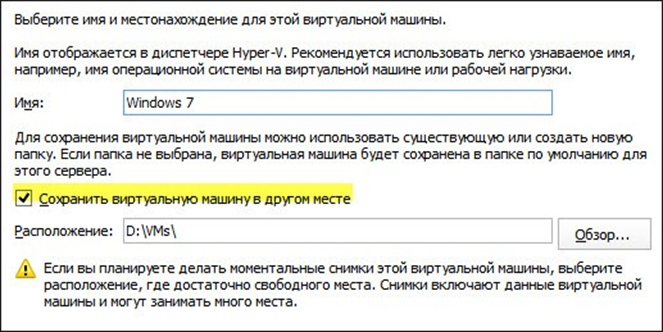 Выберите имя и местонахождение для этой виртуальной машины.
Имя отображается в диспетчере Hyper-V. Рекомендуется использовать легко узнаваемое имя,
например, имя операционной системы на виртуальной машине или рабочей нагрузки.
Имя: Windows 7
Для сохранения виртуальной машины можно использовать существующую или создать новую
папку. Если папка не выбрана, виртуальная машина будет сохранена в папке по умолчанию для
этого сервера.
Сохранить виртуальную машину в другом месте
Расположение: D:\VMs\ Обзор...
Если вы планируете делать моментальные снимки этой виртуальной машины, выберите
расположение, где достаточно свободного места. Снимки включают данные виртуальной
машины и могут занимать много места.